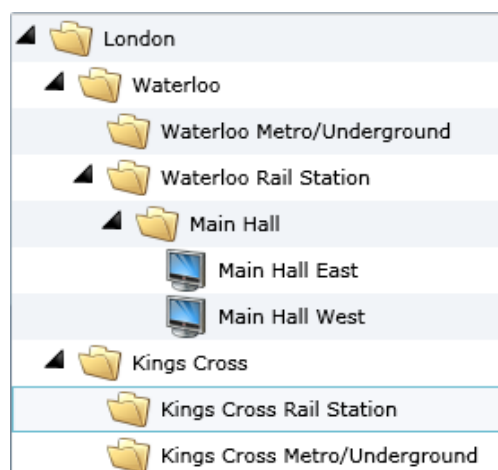 London
Waterloo
Waterloo Metro/Underground
Waterloo Rail Station
Main Hall
Main Hall East
Main Hall West
Kings Cross
Kings Cross Rail Station
Kings Cross Metro/Underground